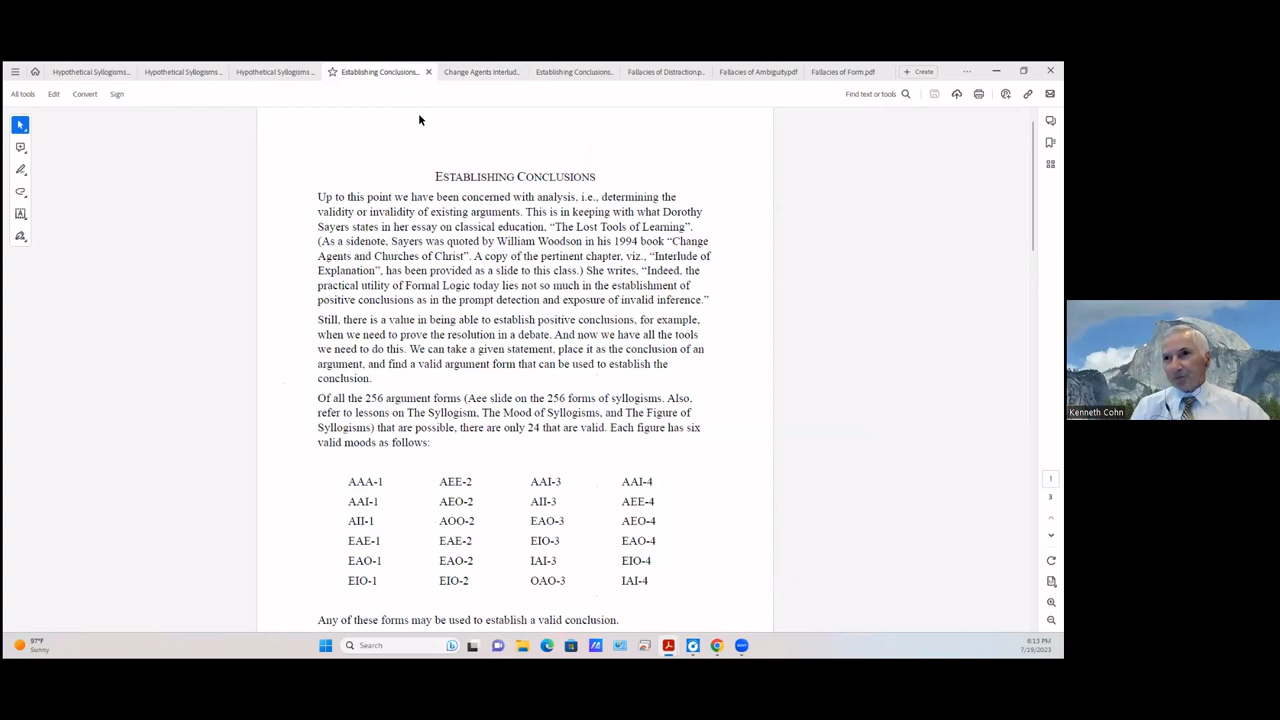 Hypothetical Syllogisms...
Hypothetical Syllogisms ...
Hypothetical Syllogisms ...
Establishing Conclusions...
Change Agents Interlud...
Establishing Conclusions...
Fallacies of Distraction.p...
Fallacies of Ambiguity.pdf
Fallacies of Form.pdf
+ Create
All tools Edit Convert Sign
Find text or tools
ESTABLISHING CONCLUSIONS
Up to this point we have been concerned with analysis, i.e., determining the
validity or invalidity of existing arguments. This is in keeping with what Dorothy
Sayers states in her essay on classical education, “The Lost Tools of Learning”.
(As a sidenote, Sayers was quoted by William Woodson in his 1994 book “Change
Agents and Churches of Christ”. A copy of the pertinent chapter, viz., “Interlude of
Explanation”, has been provided as a slide to this class.) She writes, “Indeed, the
practical utility of Formal Logic today lies not so much in the establishment of
positive conclusions as in the prompt detection and exposure of invalid inference.”
Still, there is a value in being able to establish positive conclusions, for example,
when we need to prove the resolution in a debate. And now we have all the tools
we need to do this. We can take a given statement, place it as the conclusion of an
argument, and find a valid argument form that can be used to establish the
conclusion.
Of all the 256 argument forms (Aee slide on the 256 forms of syllogisms. Also,
refer to lessons on The Syllogism, The Mood of Syllogisms, and The Figure of
Syllogisms) that are possible, there are only 24 that are valid. Each figure has six
valid moods as follows:
AAA-1 AEE-2 AAI-3 AAI-4
AAI-1 AEO-2 AII-3 AEE-4
AII-1 AOO-2 EAO-3 AEO-4
EAE-1 EAE-2 EIO-3 EAO-4
EAO-1 EAO-2 IAI-3 EIO-4
EIO-1 EIO-2 OAO-3 IAI-4
Any of these forms may be used to establish a valid conclusion.
1
3
Kenneth Cohn
97°F
Sunny
Search
8:13 PM
7/19/2023